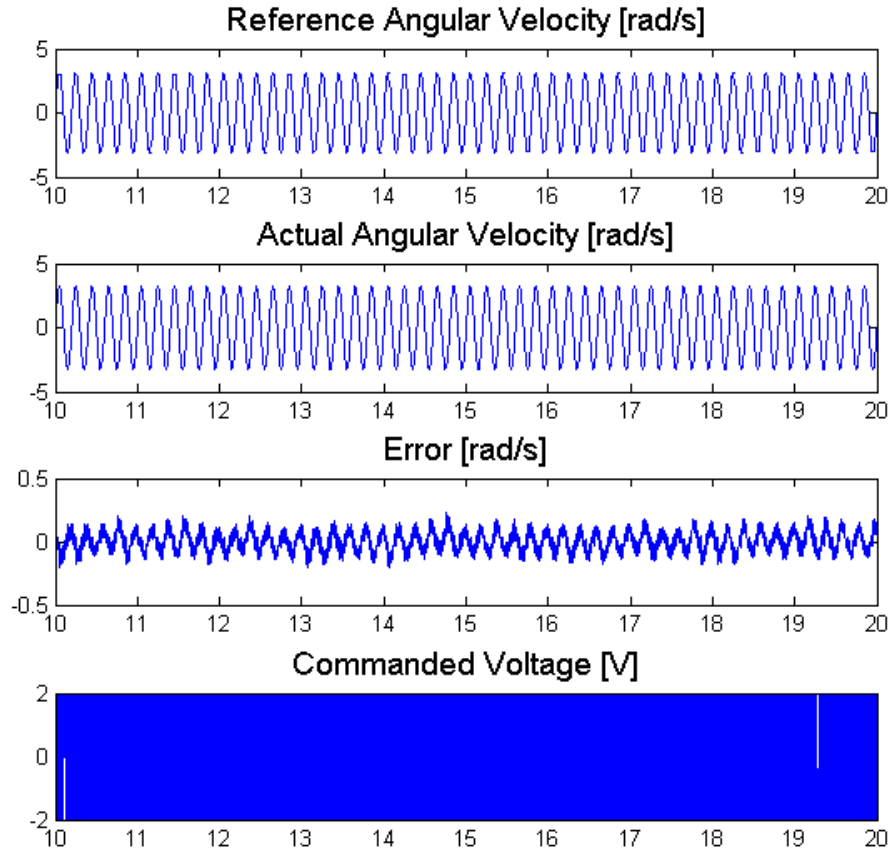 Reference Angular Velocity [rad/s]
5
0
-5
10 11 12 13 14 15 16 17 18 19 20
Actual Angular Velocity [rad/s]
5
0
-5
10 11 12 13 14 15 16 17 18 19 20
Error [rad/s]
0.5
0
-0.5
10 11 12 13 14 15 16 17 18 19 20
Commanded Voltage [V]
2
0
-2
10 11 12 13 14 15 16 17 18 19 20